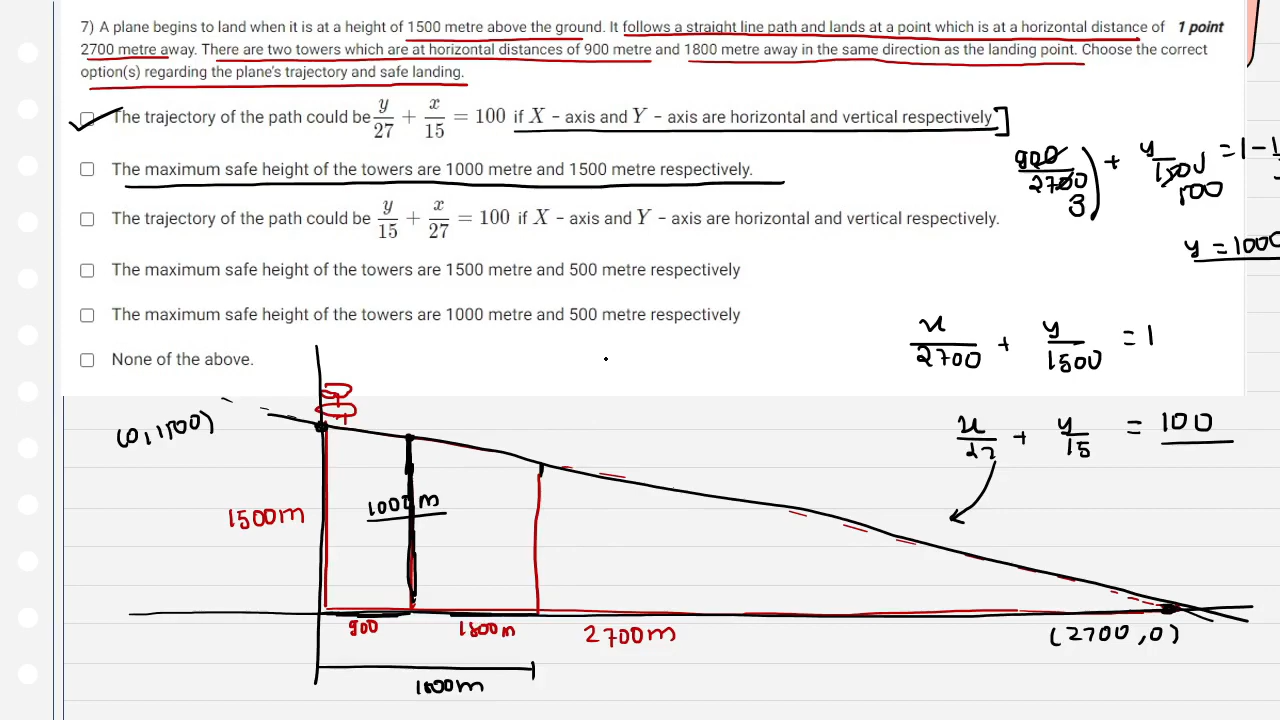 7) A plane begins to land when it is at a height of 1500 metre above the ground. It follows a straight line path and lands at a point which is at a horizontal distance of 1 point
2700 metre away. There are two towers which are at horizontal distances of 900 metre and 1800 metre away in the same direction as the landing point. Choose the correct
option(s) regarding the plane's trajectory and safe landing.
The trajectory of the path could be y/27 + x/15 = 100 if X - axis and Y - axis are horizontal and vertical respectively
The maximum safe height of the towers are 1000 metre and 1500 metre respectively.
The trajectory of the path could be y/15 + x/27 = 100 if X - axis and Y - axis are horizontal and vertical respectively.
The maximum safe height of the towers are 1500 metre and 500 metre respectively
The maximum safe height of the towers are 1000 metre and 500 metre respectively
None of the above.
900/2700 + y/1500 = 1 -
3 100
y = 1000
x/2700 + y/1500 = 1
x/27 + y/15 = 100
(0, 1500)
1500m
1000m
900 1800m 2700m (2700, 0)
1800m